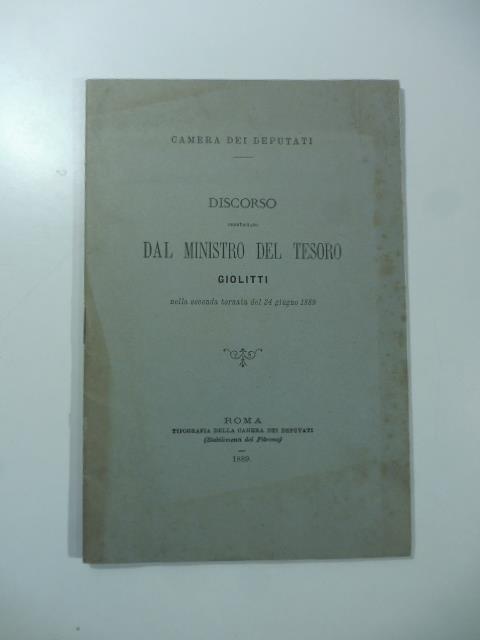 CAMERA DEI DEPUTATI
DISCORSO
pronunciato
DAL MINISTRO DEL TESORO
GIOLITTI
nella seconda tornata del 24 giugno 1889
ROMA
TIPOGRAFIA DELLA CAMERA DEI DEPUTATI
(Stabilimenti del Fibreno)
1889.